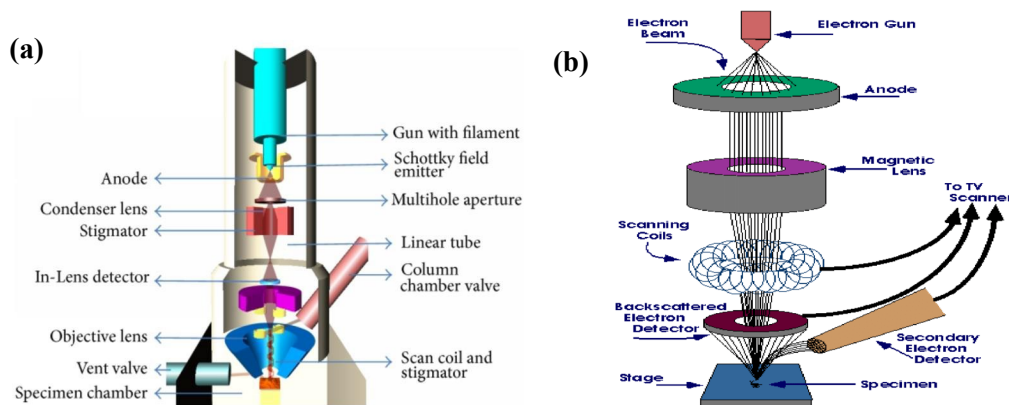 (a)
Gun with filament
Schottky field
emitter
Anode
Multihole aperture
Condenser lens
Stigmator
Linear tube
In-Lens detector
Column
chamber valve
Objective lens
Scan coil and
stigmator
Vent valve
Specimen chamber
(b)
Electron Gun
Electron
Beam
Anode
Magnetic
Lens
To TV
Scanner
Scanning
Coils
Backscattered
Electron
Detector
Secondary
Electron
Detector
Stage
Specimen